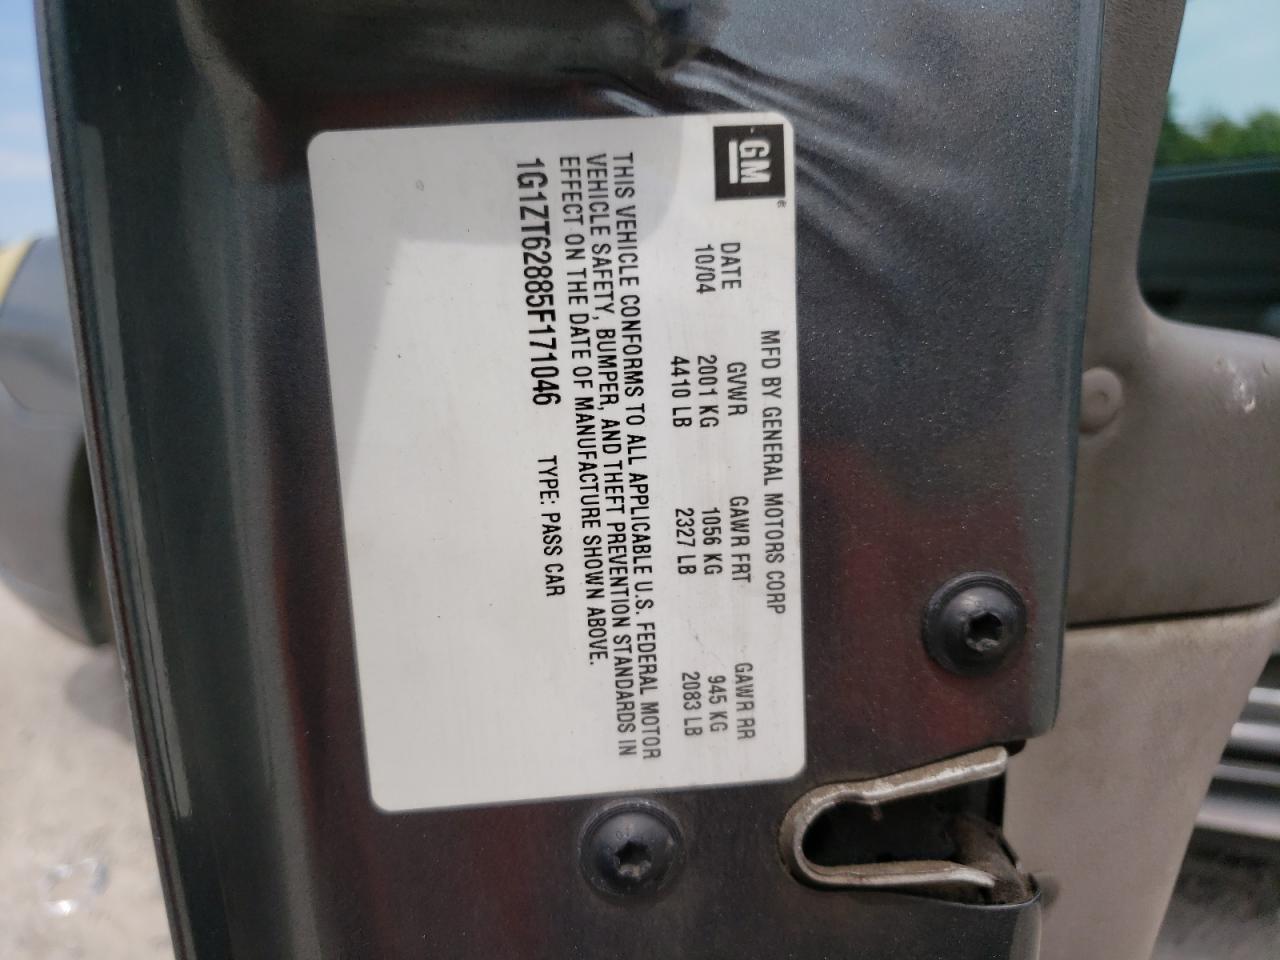 GM ®
MFD BY GENERAL MOTORS CORP
DATE GVWR GAWR FRT GAWR RR
10/04 2001 KG 1056 KG 945 KG
4410 LB 2327 LB 2083 LB
THIS VEHICLE CONFORMS TO ALL APPLICABLE U.S. FEDERAL MOTOR
VEHICLE SAFETY, BUMPER, AND THEFT PREVENTION STANDARDS IN
EFFECT ON THE DATE OF MANUFACTURE SHOWN ABOVE.
1G1ZT62885F171046 TYPE: PASS CAR